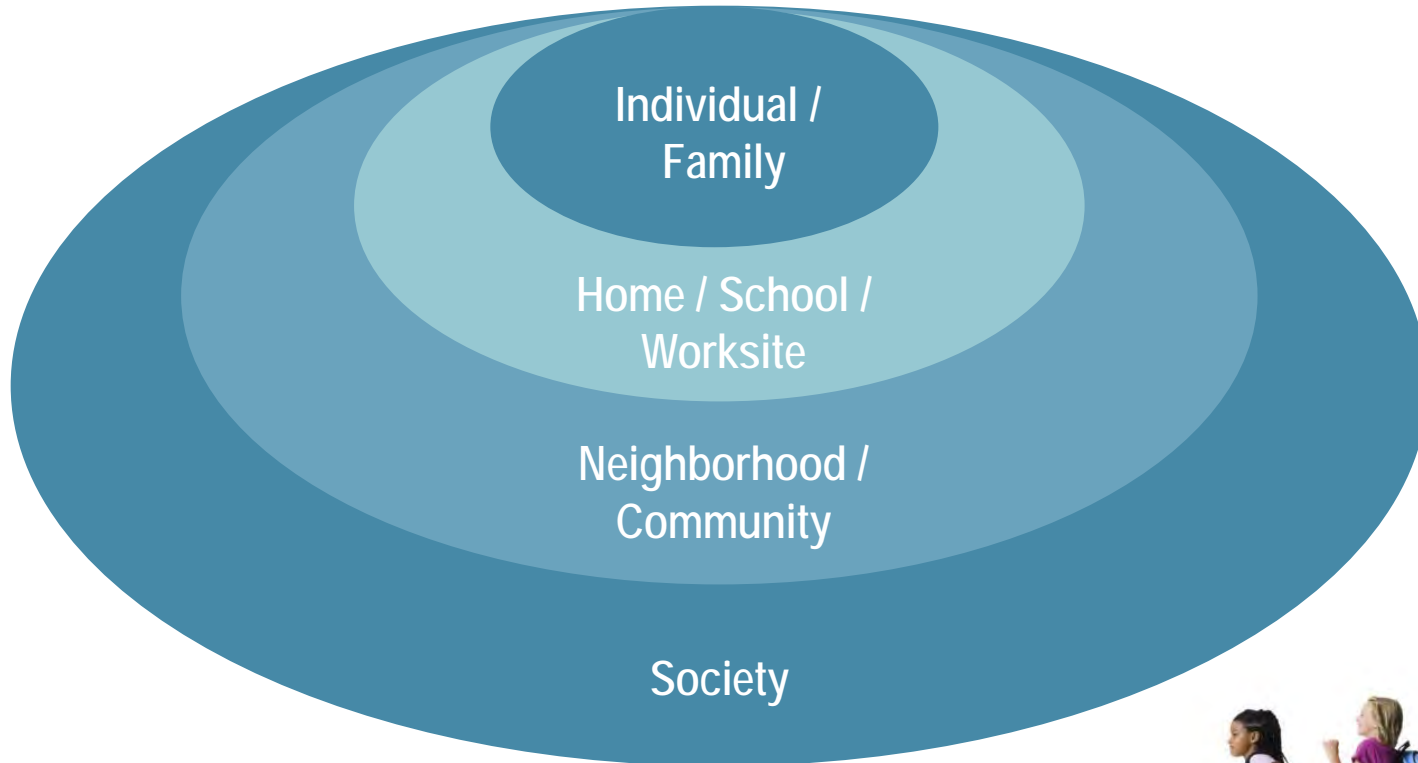 Individual /
Family
Home / School /
Worksite
Neighborhood /
Community
Society